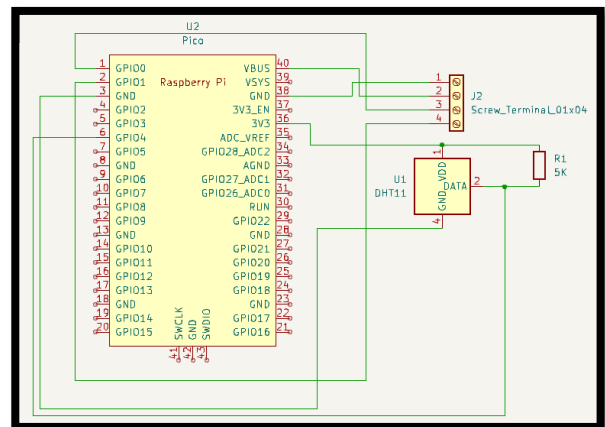 U2
Pico
Raspberry Pi
1 GPIO0
2 GPIO1
3 GND
4 GPIO2
5 GPIO3
6 GPIO4
7 GPIO5
8 GND
9 GPIO6
10 GPIO7
11 GPIO8
12 GPIO9
13 GND
14 GPIO10
15 GPIO11
16 GPIO12
17 GPIO13
18 GND
19 GPIO14
20 GPIO15
VBUS 40
VSYS 39
GND 38
3V3_EN 37
3V3 36
ADC_VREF 35
GPIO28_ADC2 34
AGND 33
GPIO27_ADC1 32
GPIO26_ADC0 31
RUN 30
GPIO22 29
GND 28
GPIO21 27
GPIO20 26
GPIO19 25
GPIO18 24
GND 23
GPIO17 22
GPIO16 21
SWCLK 41
GND 42
SWDIO 43
1
2
3
4
J2
Screw_Terminal_01x04
U1
DHT11
1 VDD
DATA 2
GND 4
R1
5K